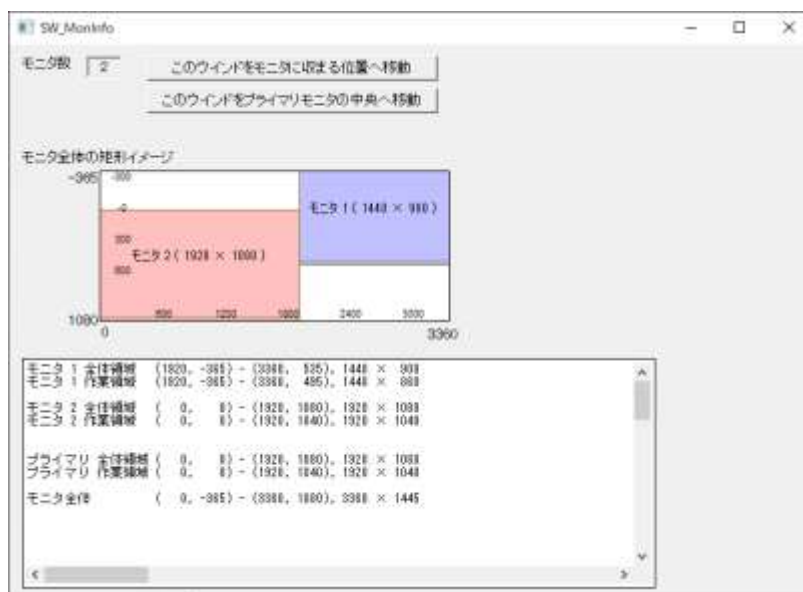 SW_MonInfo
モニタ数 2 このウインドをモニタに収まる位置へ移動
このウインドをプライマリモニタの中央へ移動
モニタ全体の矩形イメージ
-365 -300
-0
モニタ 1 ( 1440 × 900 )
300
モニタ 2 ( 1920 × 1080 )
600
600 1200 1800 2400 3000
1080
0 3360
モニタ 1 全体領域 (1920, -365) - (3360, 535), 1440 × 900
モニタ 1 作業領域 (1920, -365) - (3360, 495), 1440 × 860
モニタ 2 全体領域 ( 0, 0) - (1920, 1080), 1920 × 1080
モニタ 2 作業領域 ( 0, 0) - (1920, 1040), 1920 × 1040
プライマリ 全体領域 ( 0, 0) - (1920, 1080), 1920 × 1080
プライマリ 作業領域 ( 0, 0) - (1920, 1040), 1920 × 1040
モニタ全体 ( 0, -365) - (3360, 1080), 3360 × 1445